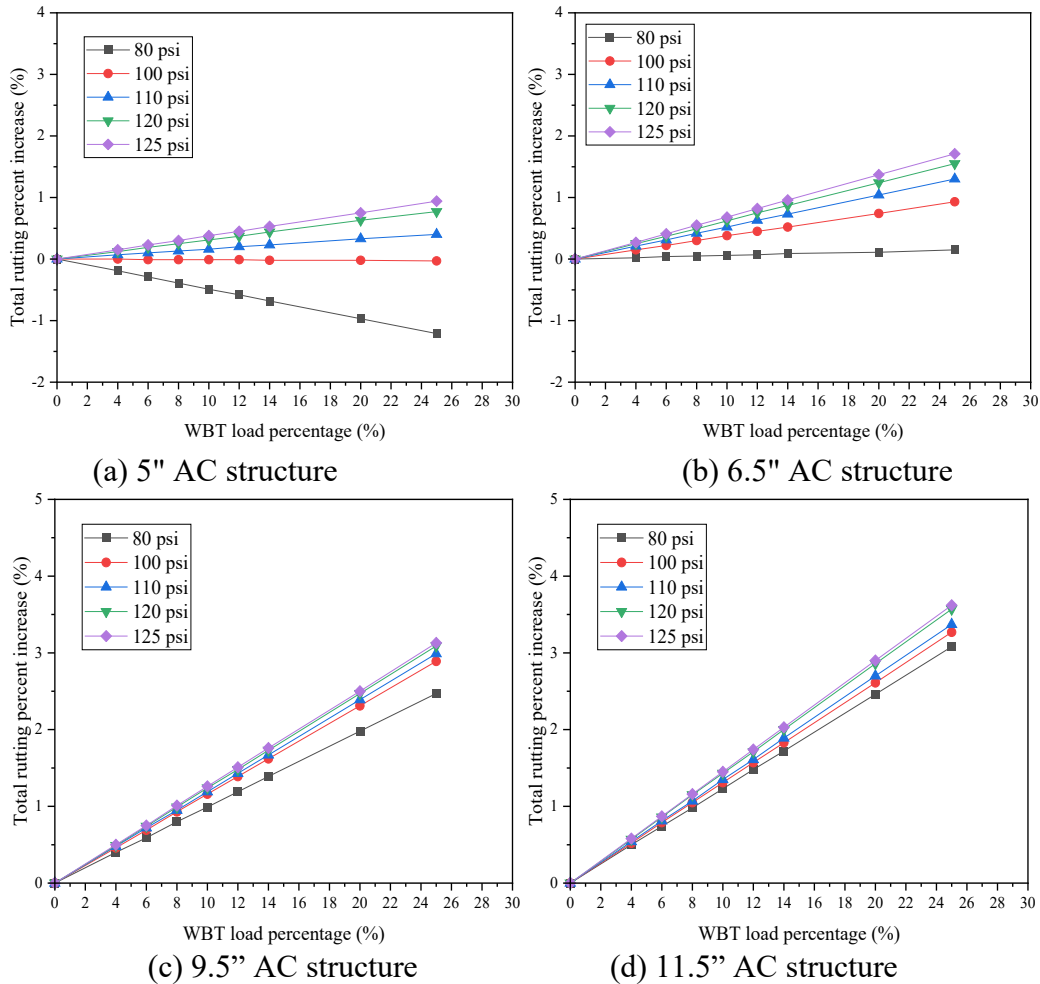 Total rutting percent increase (%)
4
3
2
1
0
-1
-2
80 psi
100 psi
110 psi
120 psi
125 psi
0 2 4 6 8 10 12 14 16 18 20 22 24 26 28 30
WBT load percentage (%)
(a) 5" AC structure
Total rutting percent increase (%)
4
3
2
1
0
-1
-2
80 psi
100 psi
110 psi
120 psi
125 psi
0 2 4 6 8 10 12 14 16 18 20 22 24 26 28 30
WBT load percentage (%)
(b) 6.5" AC structure
Total rutting percent increase (%)
5
4
3
2
1
0
80 psi
100 psi
110 psi
120 psi
125 psi
0 2 4 6 8 10 12 14 16 18 20 22 24 26 28 30
WBT load percentage (%)
(c) 9.5” AC structure
Total rutting percent increase (%)
5
4
3
2
1
0
80 psi
100 psi
110 psi
120 psi
125 psi
0 2 4 6 8 10 12 14 16 18 20 22 24 26 28 30
WBT load percentage (%)
(d) 11.5” AC structure